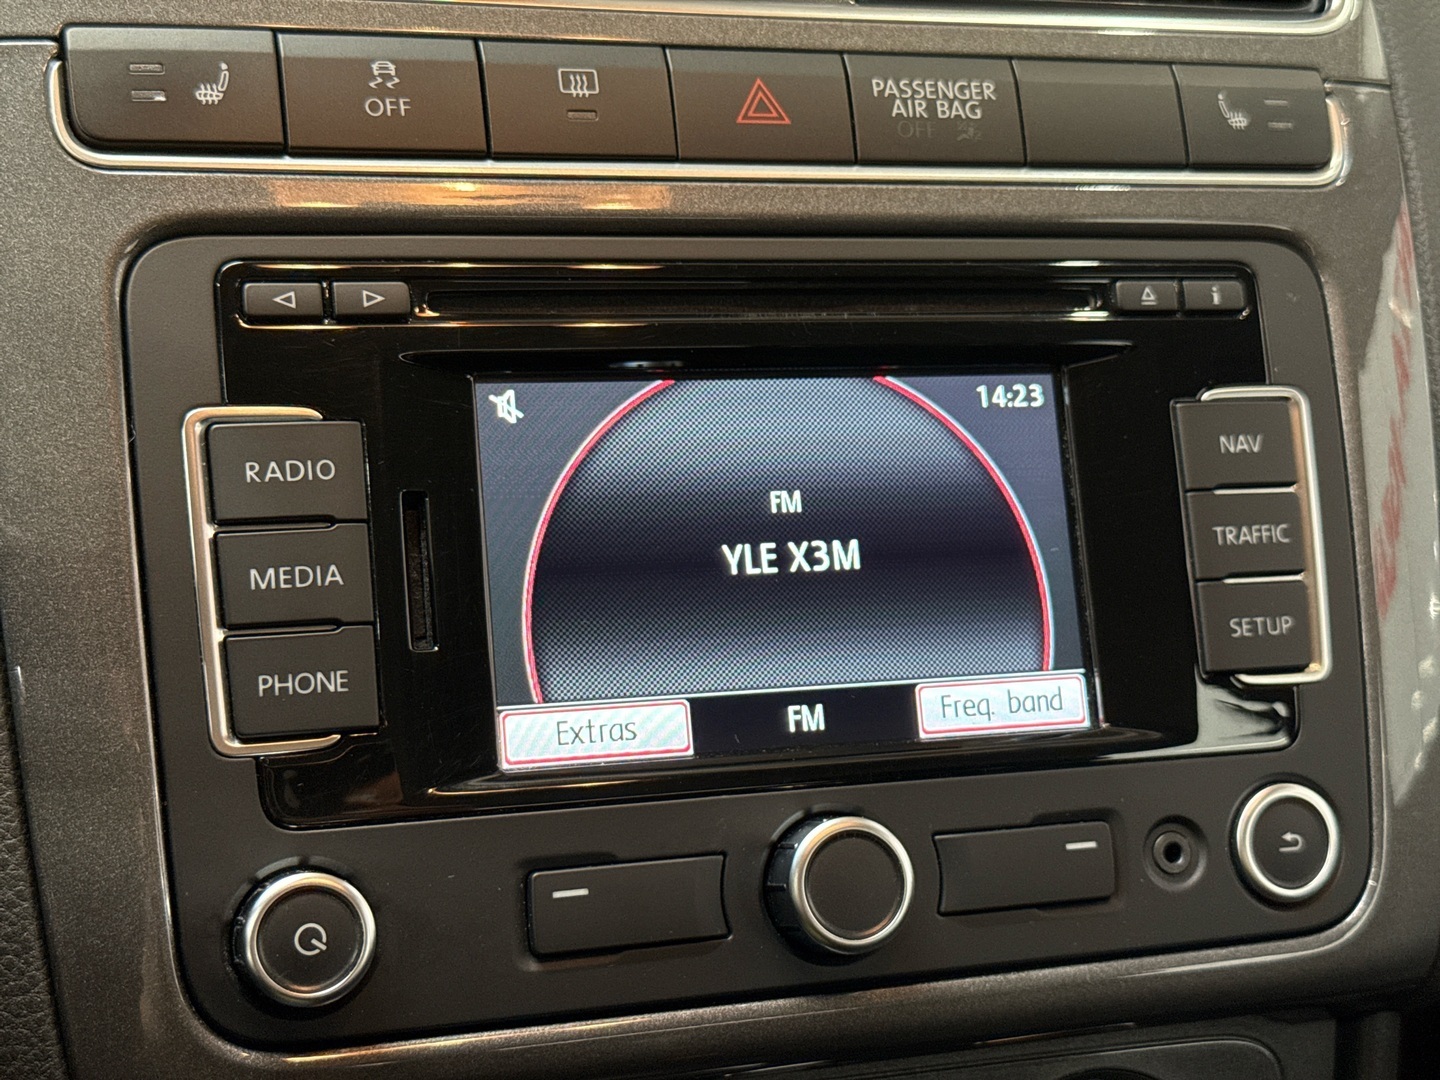 OFF
PASSENGER
AIR BAG
OFF
i
14:23
RADIO
MEDIA
PHONE
FM
YLE X3M
Extras
FM
Freq. band
NAV
TRAFFIC
SETUP